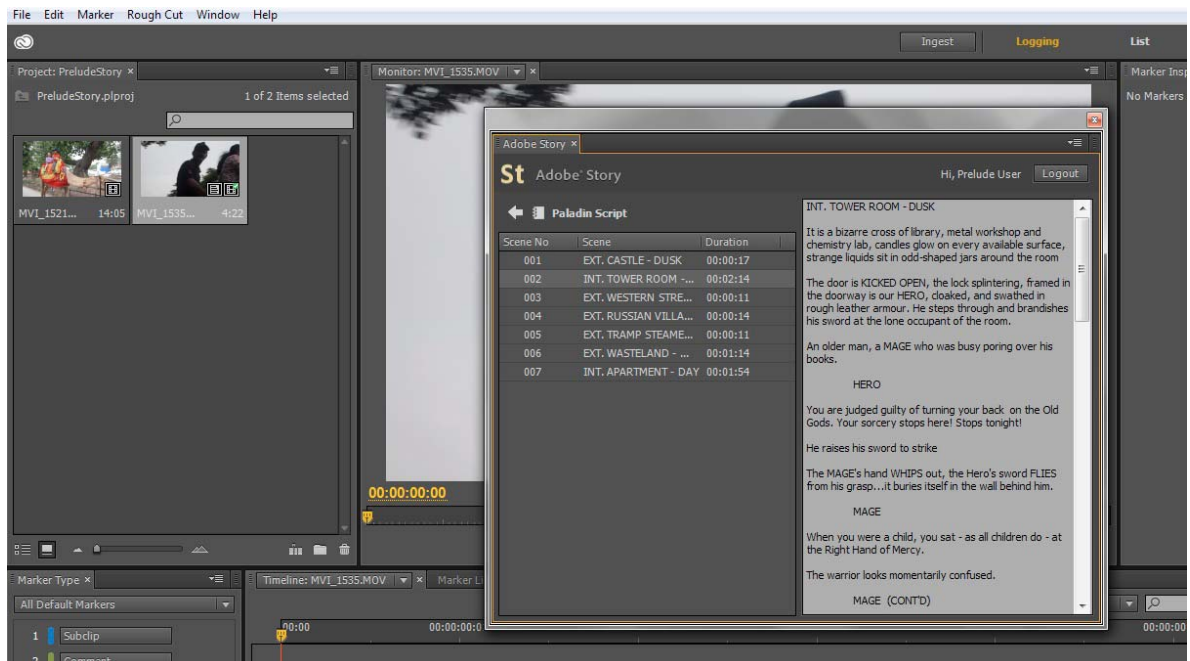 File Edit Marker Rough Cut Window Help
Ingest Logging List
Project: PreludeStory ×
PreludeStory.plproj 1 of 2 Items selected
MVI_1521... 14:05 MVI_1535... 4:22
Monitor: MVI_1535.MOV ×
Marker Insp
No Markers
Adobe Story ×
St Adobe® Story Hi, Prelude User Logout
Paladin Script
Scene No Scene Duration
001 EXT. CASTLE - DUSK 00:00:17
002 INT. TOWER ROOM -... 00:02:14
003 EXT. WESTERN STRE... 00:00:11
004 EXT. RUSSIAN VILLA... 00:00:14
005 EXT. TRAMP STEAME... 00:00:11
006 EXT. WASTELAND - ... 00:01:14
007 INT. APARTMENT - DAY 00:01:54
INT. TOWER ROOM - DUSK
It is a bizarre cross of library, metal workshop and
chemistry lab, candles glow on every available surface,
strange liquids sit in odd-shaped jars around the room
The door is KICKED OPEN, the lock splintering, framed in
the doorway is our HERO, cloaked, and swathed in
rough leather armour. He steps through and brandishes
his sword at the lone occupant of the room.
An older man, a MAGE who was busy poring over his
books.
HERO
You are judged guilty of turning your back on the Old
Gods. Your sorcery stops here! Stops tonight!
He raises his sword to strike
The MAGE's hand WHIPS out, the Hero's sword FLIES
from his grasp...it buries itself in the wall behind him.
MAGE
When you were a child, you sat - as all children do - at
the Right Hand of Mercy.
The warrior looks momentarily confused.
MAGE (CONT'D)
00:00:00:00
Marker Type ×
All Default Markers
1 Subclip
2 Comment
Timeline: MVI_1535.MOV × Marker Li
00:00 00:00:00:0 00:00:00